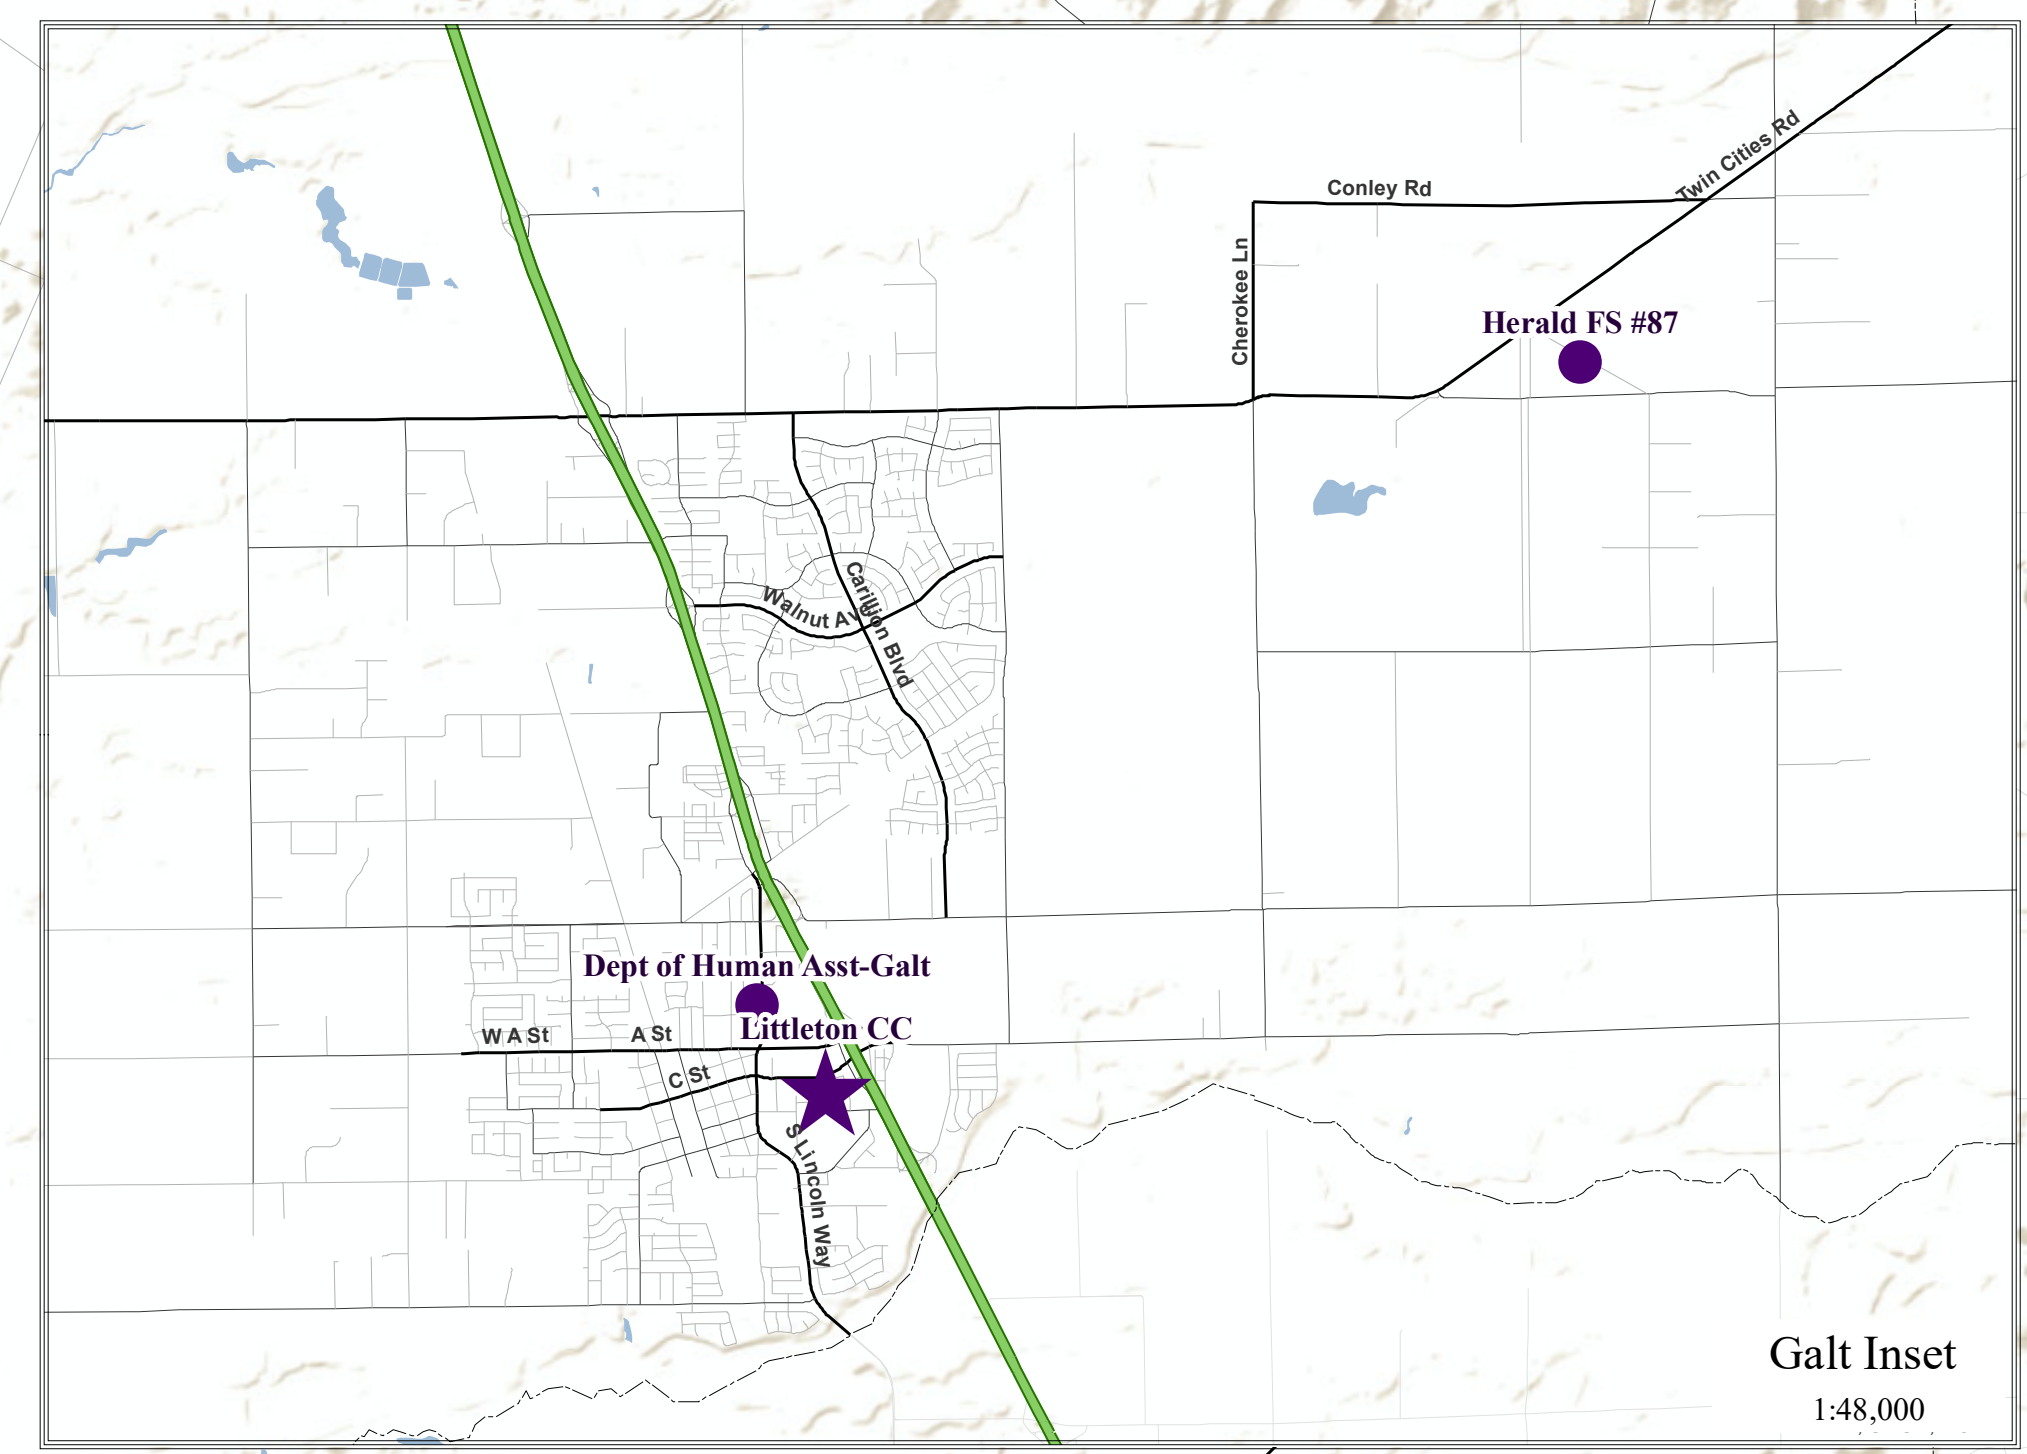 Twin Cities Rd
Conley Rd
Cherokee Ln
Herald FS #87
Carillion Blvd
Walnut Ave
Dept of Human Asst-Galt
Littleton CC
W A St
A St
C St
S Lincoln Way
Galt Inset
1:48,000